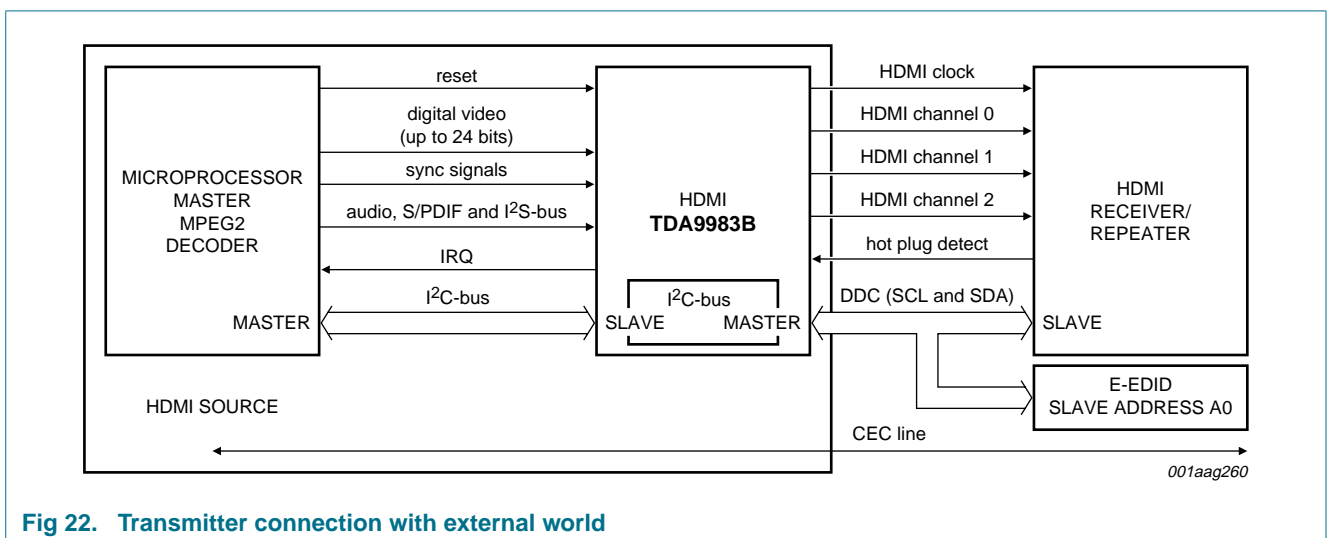 MICROPROCESSOR
MASTER
MPEG2
DECODER
MASTER
reset
digital video
(up to 24 bits)
sync signals
audio, S/PDIF and I2S-bus
IRQ
I2C-bus
HDMI
TDA9983B
I2C-bus
SLAVE
MASTER
HDMI clock
HDMI channel 0
HDMI channel 1
HDMI channel 2
hot plug detect
DDC (SCL and SDA)
HDMI
RECEIVER/
REPEATER
SLAVE
E-EDID
SLAVE ADDRESS A0
HDMI SOURCE
CEC line
001aag260
Fig 22. Transmitter connection with external world